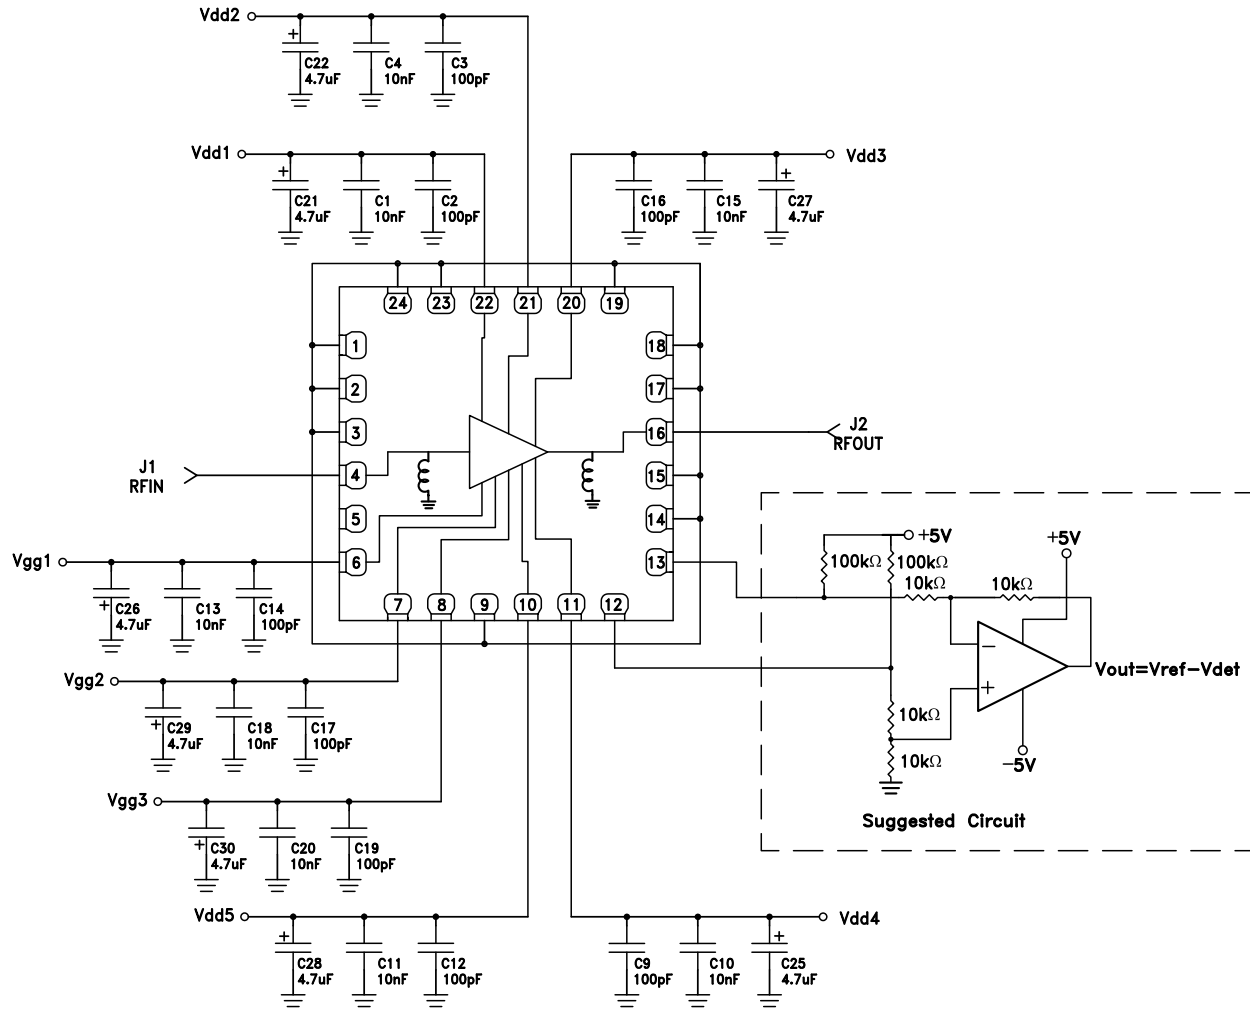 Vdd2
+
C22
4.7uF
C4
10nF
C3
100pF
Vdd1
+
C21
4.7uF
C1
10nF
C2
100pF
Vdd3
C16
100pF
C15
10nF
+
C27
4.7uF
24
23
22
21
20
19
1
2
3
4
5
6
18
17
16
15
14
13
7
8
9
10
11
12
J1
RFIN
J2
RFOUT
Vgg1
+
C26
4.7uF
C13
10nF
C14
100pF
Vgg2
+
C29
4.7uF
C18
10nF
C17
100pF
Vgg3
+
C30
4.7uF
C20
10nF
C19
100pF
Vdd5
+
C28
4.7uF
C11
10nF
C12
100pF
Vdd4
C9
100pF
C10
10nF
+
C25
4.7uF
+5V
100kΩ
100kΩ
10kΩ
10kΩ
+5V
−
+
Vout=Vref-Vdet
10kΩ
10kΩ
−5V
Suggested Circuit